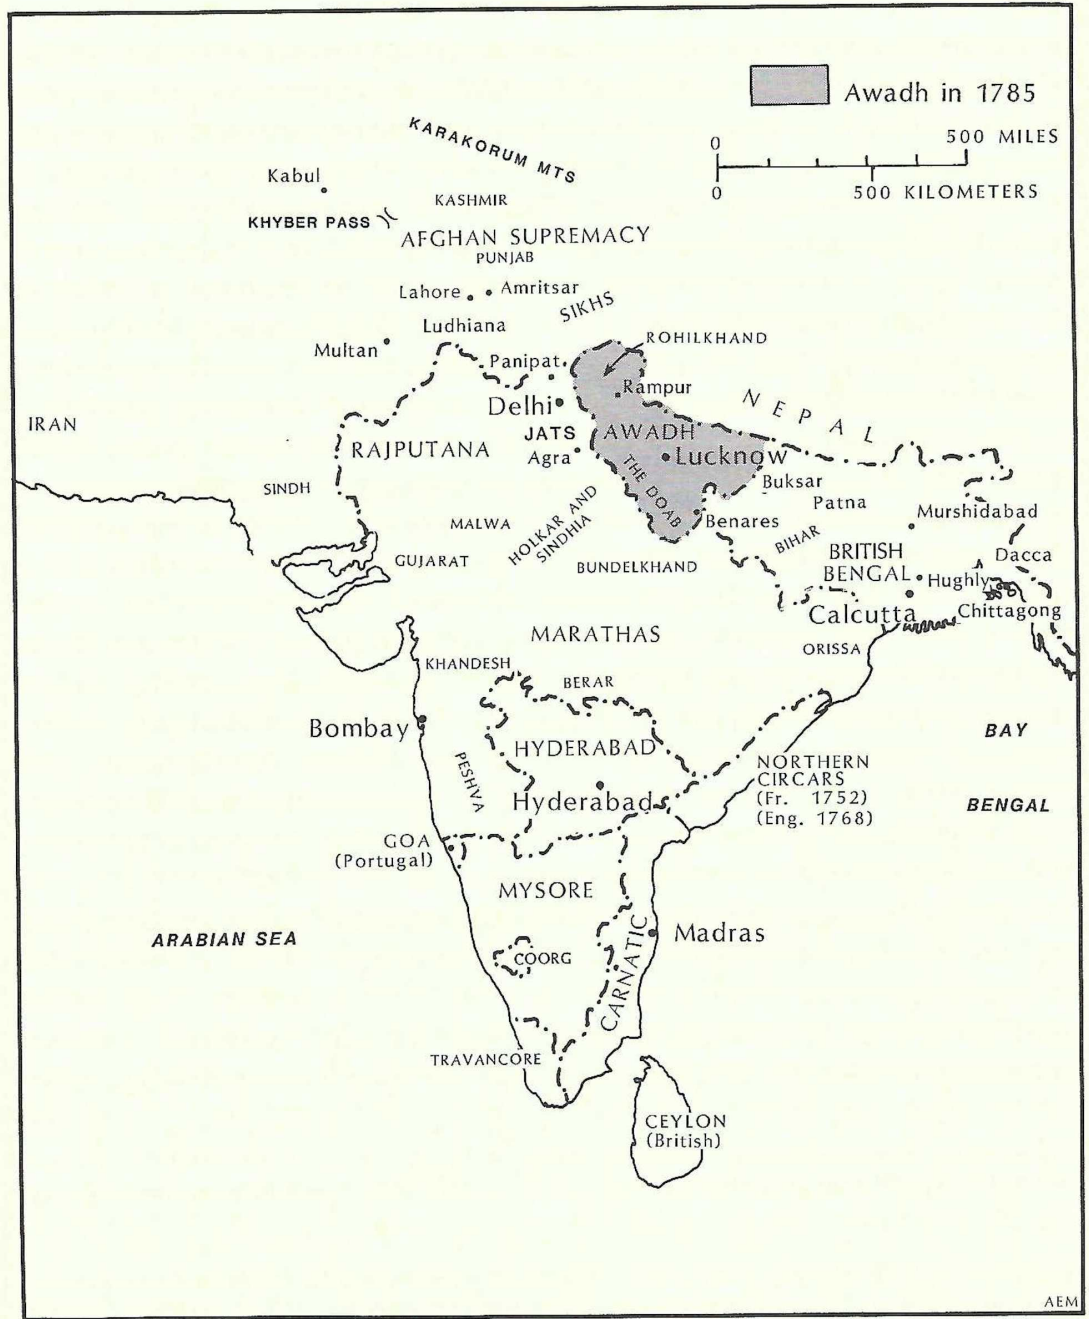 Awadh in 1785
0 500 MILES
0 500 KILOMETERS
KARAKORUM MTS
Kabul
KASHMIR
KHYBER PASS
AFGHAN SUPREMACY
PUNJAB
Lahore
Amritsar
SIKHS
Ludhiana
Multan
ROHILKHAND
Panipat
Rampur
Delhi
NEPAL
IRAN
JATS
AWADH
RAJPUTANA
Agra
Lucknow
THE DOAB
Buksar
SINDH
Patna
MALWA
HOLKAR AND
SINDHIA
Benares
Murshidabad
BIHAR
BRITISH
BENGAL
Dacca
GUJARAT
BUNDELKHAND
Hughly
Calcutta
Chittagong
MARATHAS
ORISSA
KHANDESH
BERAR
Bombay
HYDERABAD
BAY
PESHVA
NORTHERN
CIRCARS
(Fr. 1752)
(Eng. 1768)
Hyderabad
BENGAL
GOA
(Portugal)
MYSORE
ARABIAN SEA
Madras
COORG
CARNATIC
TRAVANCORE
CEYLON
(British)
AEM